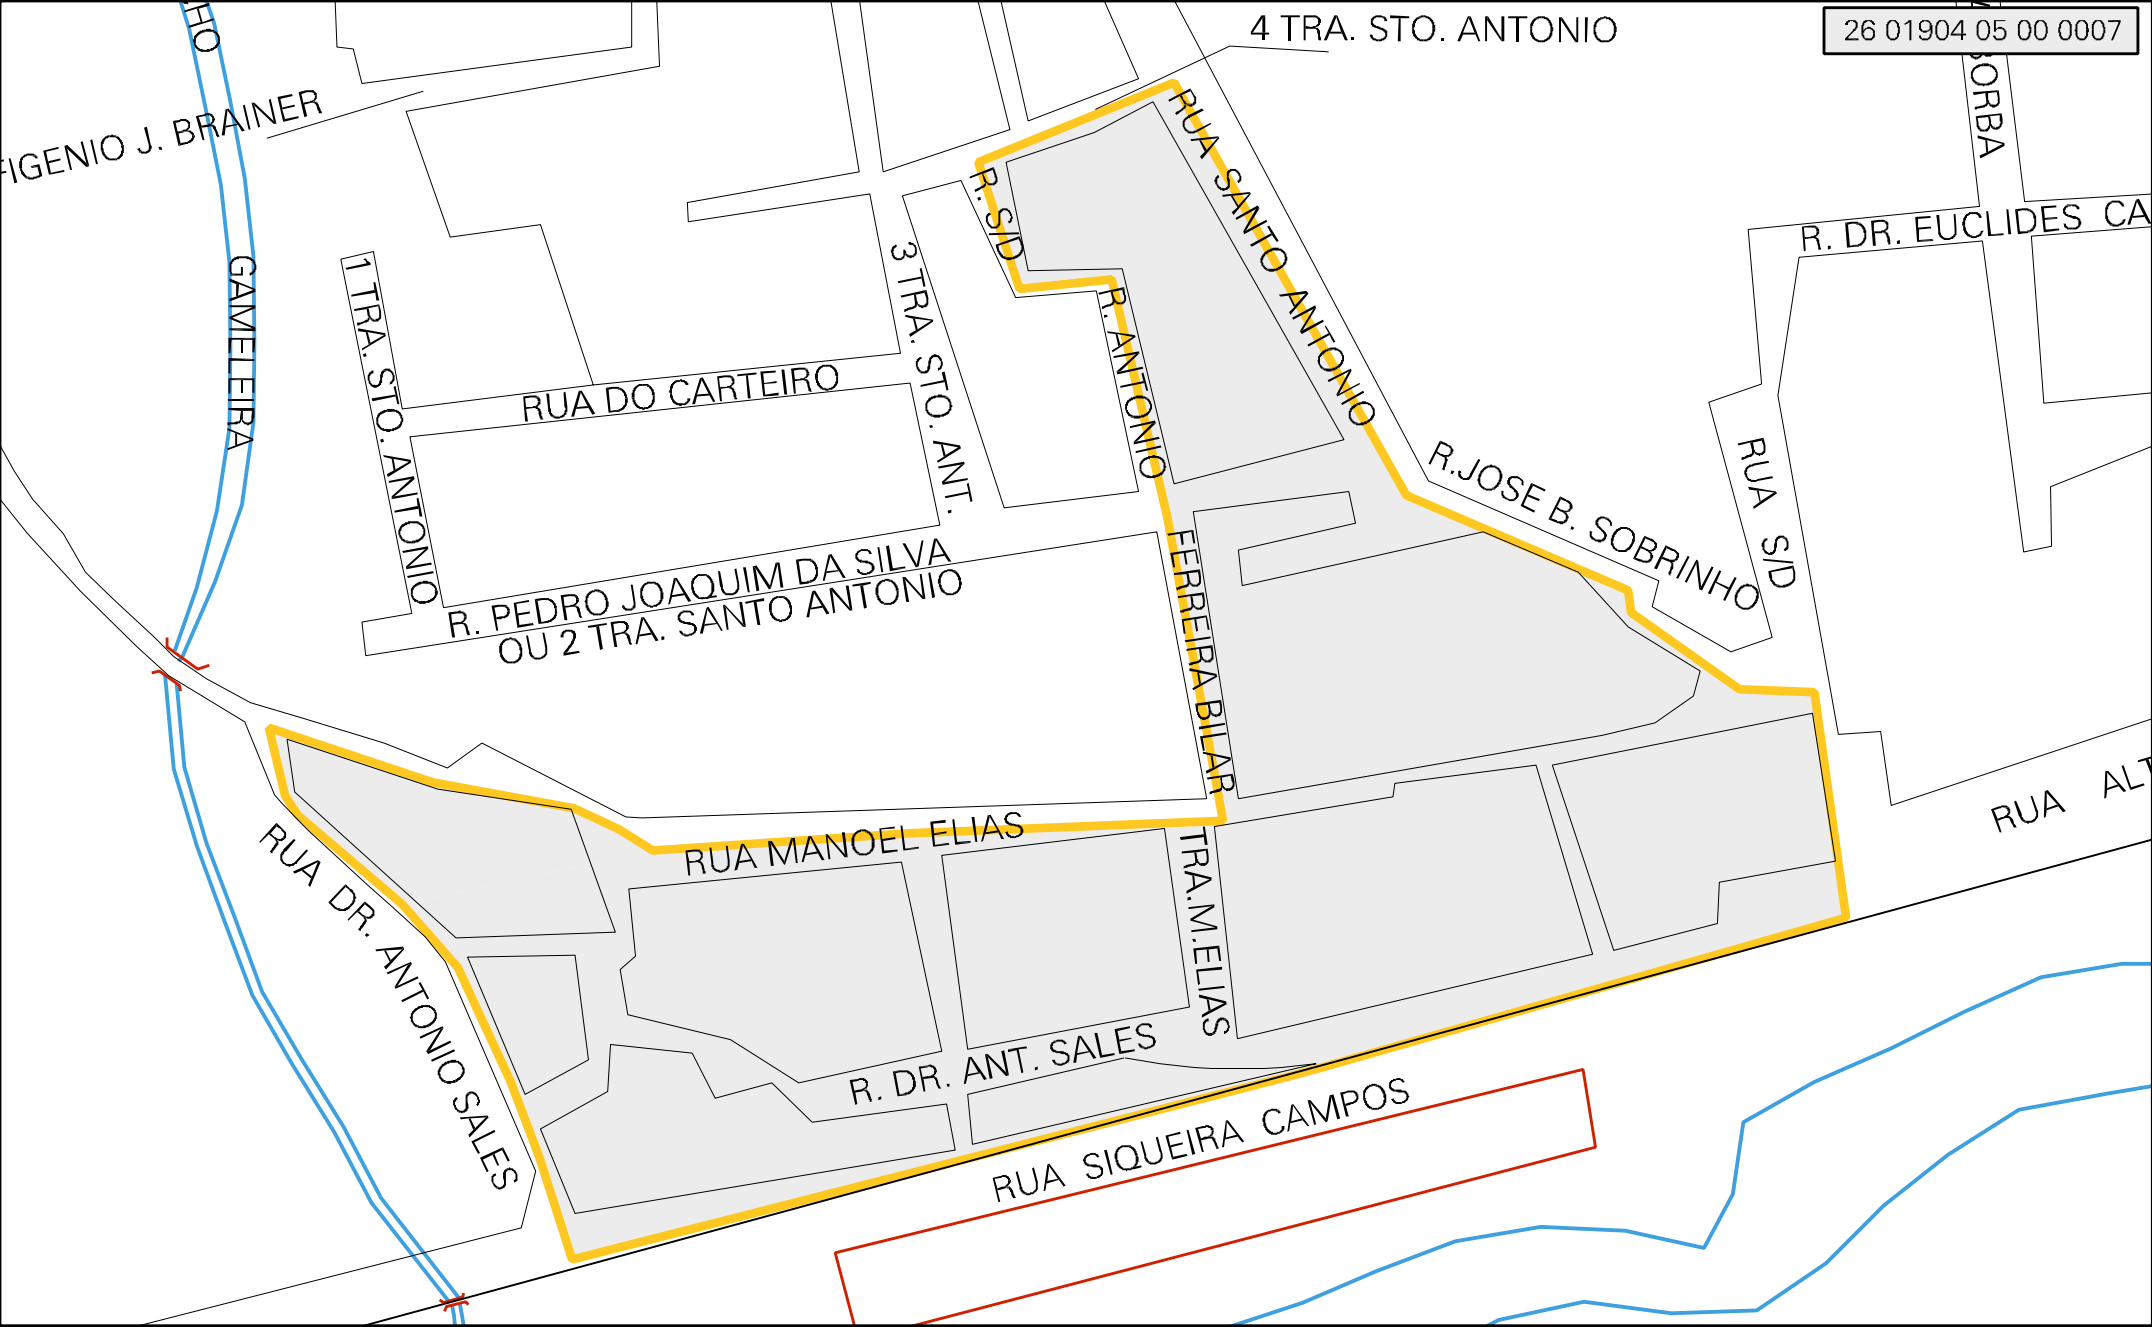 4 TRA. STO. ANTONIO
26 01904 05 00 0007
HO
BORBA
FIGENIO J. BRAINER
RUA SANTO ANTONIO
R. S/D
R. DR. EUCLIDES CA
GAMELEIRA
1 TRA. STO. ANTONIO
3 TRA. STO. ANT.
R. ANTONIO FERREIRA BILAR
RUA DO CARTEIRO
R.JOSE B. SOBRINHO
RUA S/D
R. PEDRO JOAQUIM DA SILVA
OU 2 TRA. SANTO ANTONIO
RUA ALT
RUA MANOEL ELIAS
TRA.M.ELIAS
RUA DR. ANTONIO SALES
R. DR. ANT. SALES
RUA SIQUEIRA CAMPOS